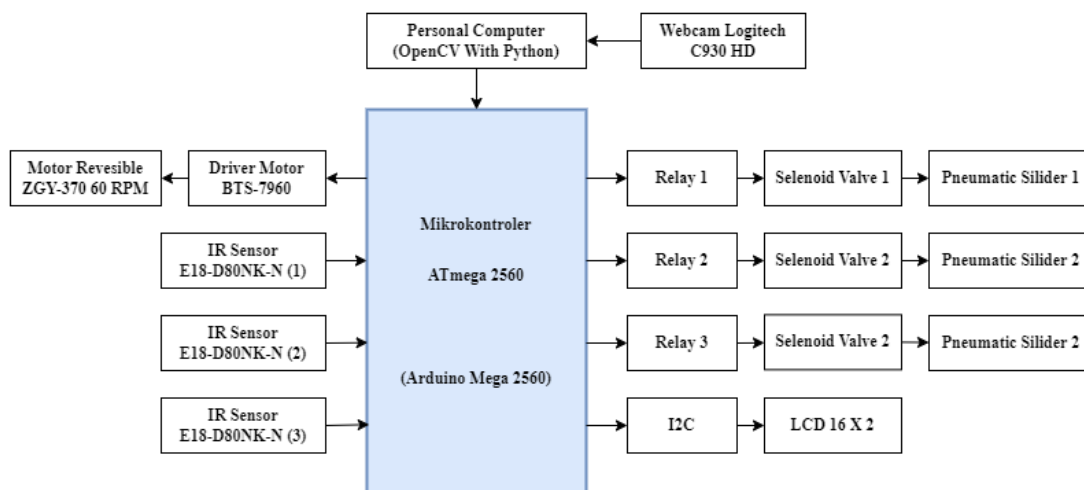 Personal Computer
(OpenCV With Python)
Webcam Logitech
C930 HD
Motor Revesible
ZGY-370 60 RPM
Driver Motor
BTS-7960
Relay 1
Selenoid Valve 1
Pneumatic Silider 1
Mikrokontroler
ATmega 2560
(Arduino Mega 2560)
IR Sensor
E18-D80NK-N (1)
Relay 2
Selenoid Valve 2
Pneumatic Silider 2
IR Sensor
E18-D80NK-N (2)
Relay 3
Selenoid Valve 2
Pneumatic Silider 2
IR Sensor
E18-D80NK-N (3)
I2C
LCD 16 X 2